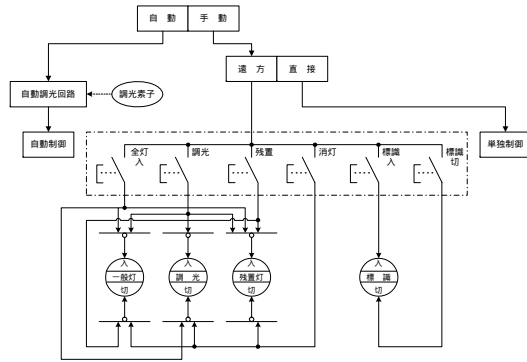 自動 手動
遠方 直接
自動調光回路 調光素子
自動制御 単独制御
全灯入 調光 残置 消灯 標識入 標識切
入 入 入 入
一般灯 調光 残置灯 標識
切 切 切 切